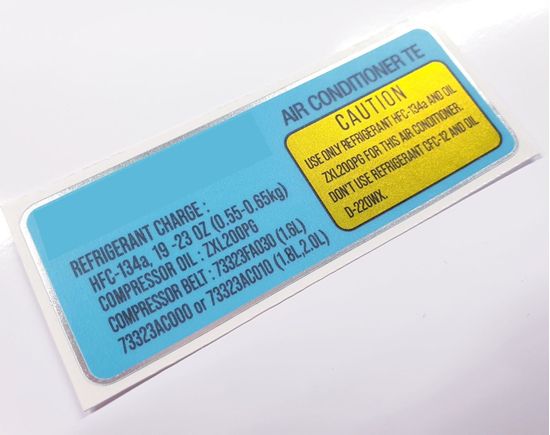 AIR CONDITIONER TE
CAUTION
USE ONLY REFRIGERANT HFC-134a AND OIL
ZXL200PG FOR THIS AIR CONDITIONER.
DON'T USE REFRIGERANT CFC-12 AND OIL
D-220WX.
REFRIGERANT CHARGE :
HFC-134a, 19 -23 OZ (0.55-0.65kg)
COMPRESSOR OIL : ZXL200PG
COMPRESSOR BELT : 73323FA030 (1.6L)
73323AC000 or 73323AC010 (1.8L,2.0L)